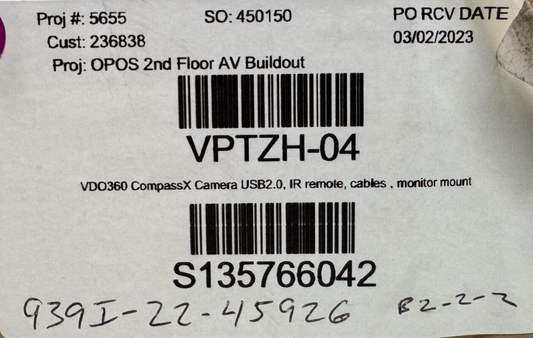 Proj #: 5655 SO: 450150 PO RCV DATE
Cust: 236838 03/02/2023
Proj: OPOS 2nd Floor AV Buildout
VPTZH-04
VDO360 CompassX Camera USB2.0, IR remote, cables , monitor mount
S135766042
939I-22-45926 B2-2-2